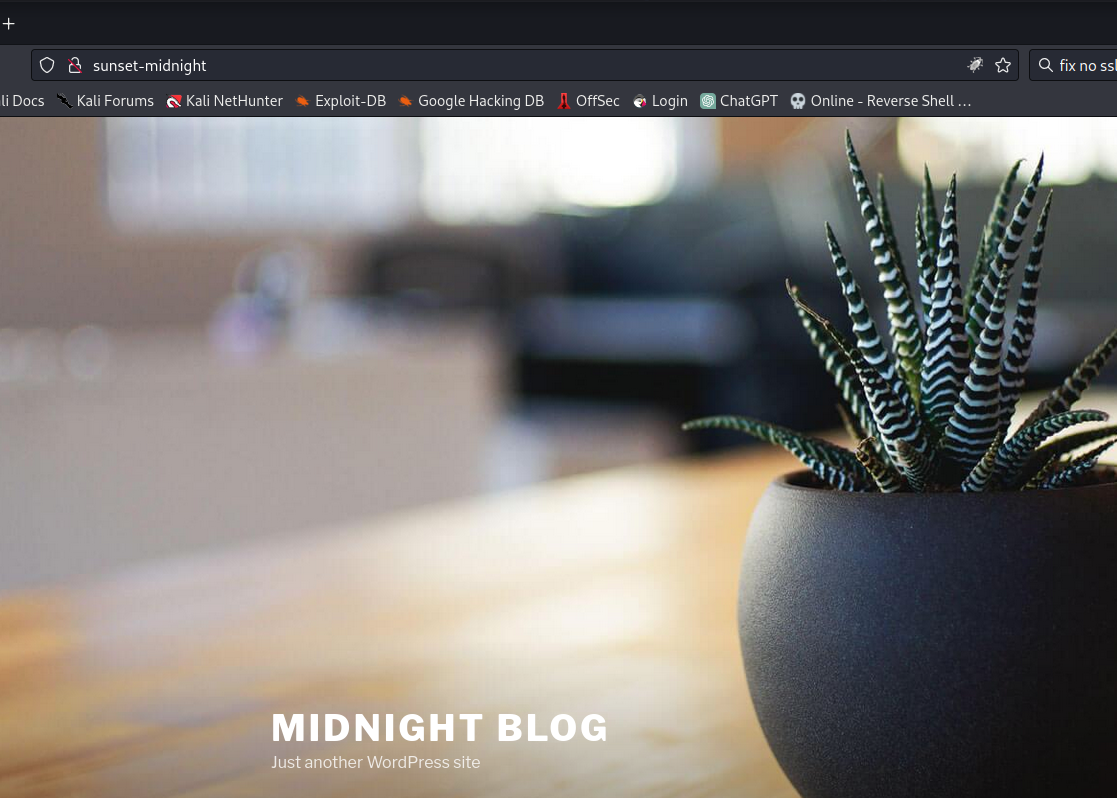 +
sunset-midnight
fix no ssl
li Docs Kali Forums Kali NetHunter Exploit-DB Google Hacking DB OffSec Login ChatGPT Online - Reverse Shell …
MIDNIGHT BLOG
Just another WordPress site